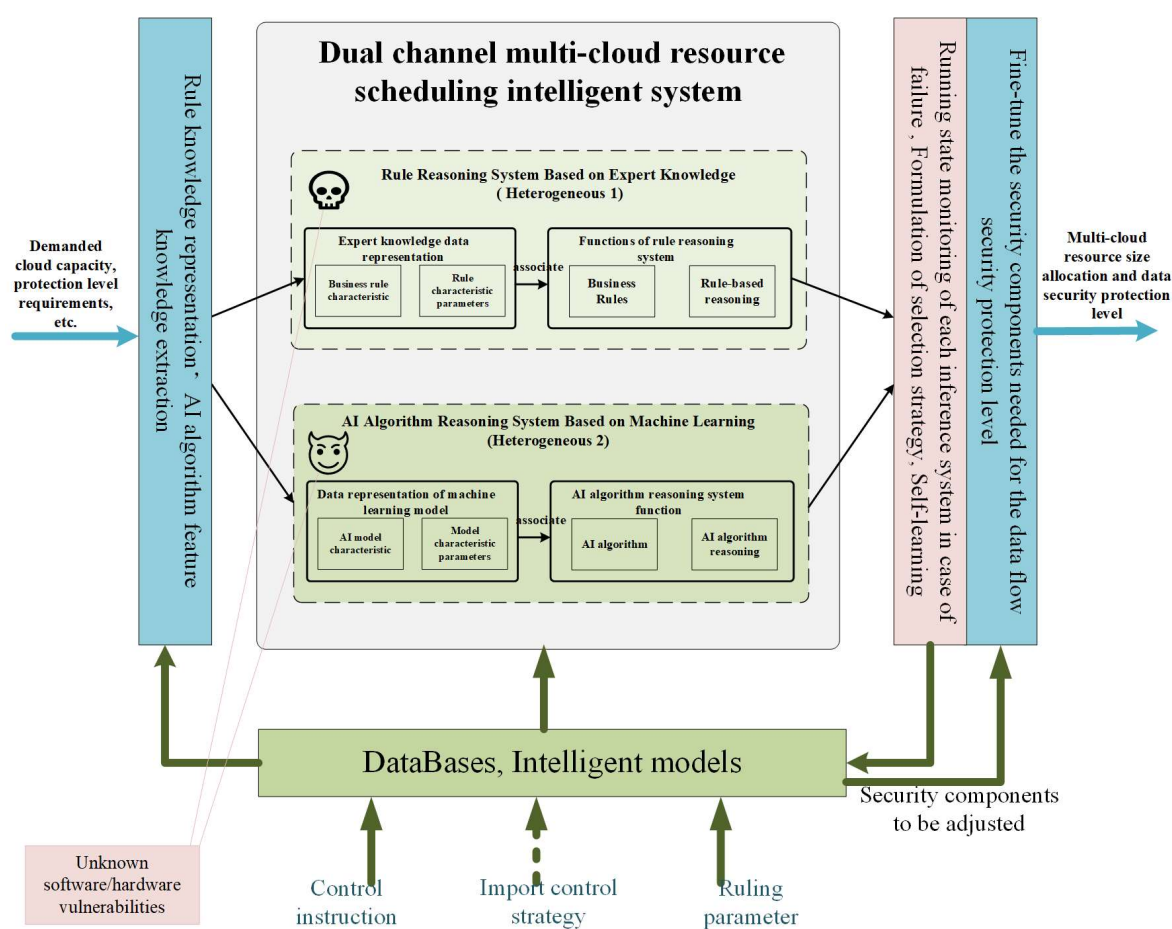 Dual channel multi-cloud resource
scheduling intelligent system
Demanded
cloud capacity,
protection level
requirements,
etc.
Rule knowledge representation、AI algorithm feature
knowledge extraction
Rule Reasoning System Based on Expert Knowledge
( Heterogeneous 1)
Expert knowledge data
representation
Business rule
characteristic
Rule
characteristic
parameters
associate
Functions of rule reasoning
system
Business
Rules
Rule-based
reasoning
AI Algorithm Reasoning System Based on Machine Learning
(Heterogeneous 2)
Data representation of machine
learning model
AI model
characteristic
Model
characteristic
parameters
associate
AI algorithm reasoning system
function
AI algorithm
AI algorithm
reasoning
Running state monitoring of each inference system in case of
failure , Formulation of selection strategy, Self-learning
Fine-tune the security components needed for the data flow
security protection level
Multi-cloud
resource size
allocation and data
security protection
level
DataBases, Intelligent models
Security components
to be adjusted
Unknown
software/hardware
vulnerabilities
Control
instruction
Import control
strategy
Ruling
parameter